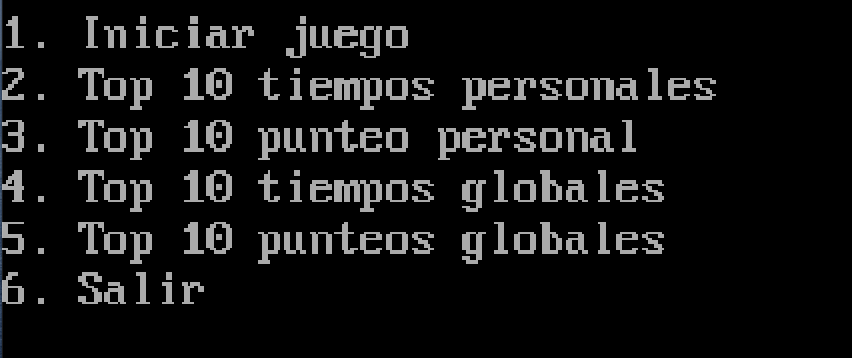 1. Iniciar juego
2. Top 10 tiempos personales
3. Top 10 punteo personal
4. Top 10 tiempos globales
5. Top 10 punteos globales
6. Salir